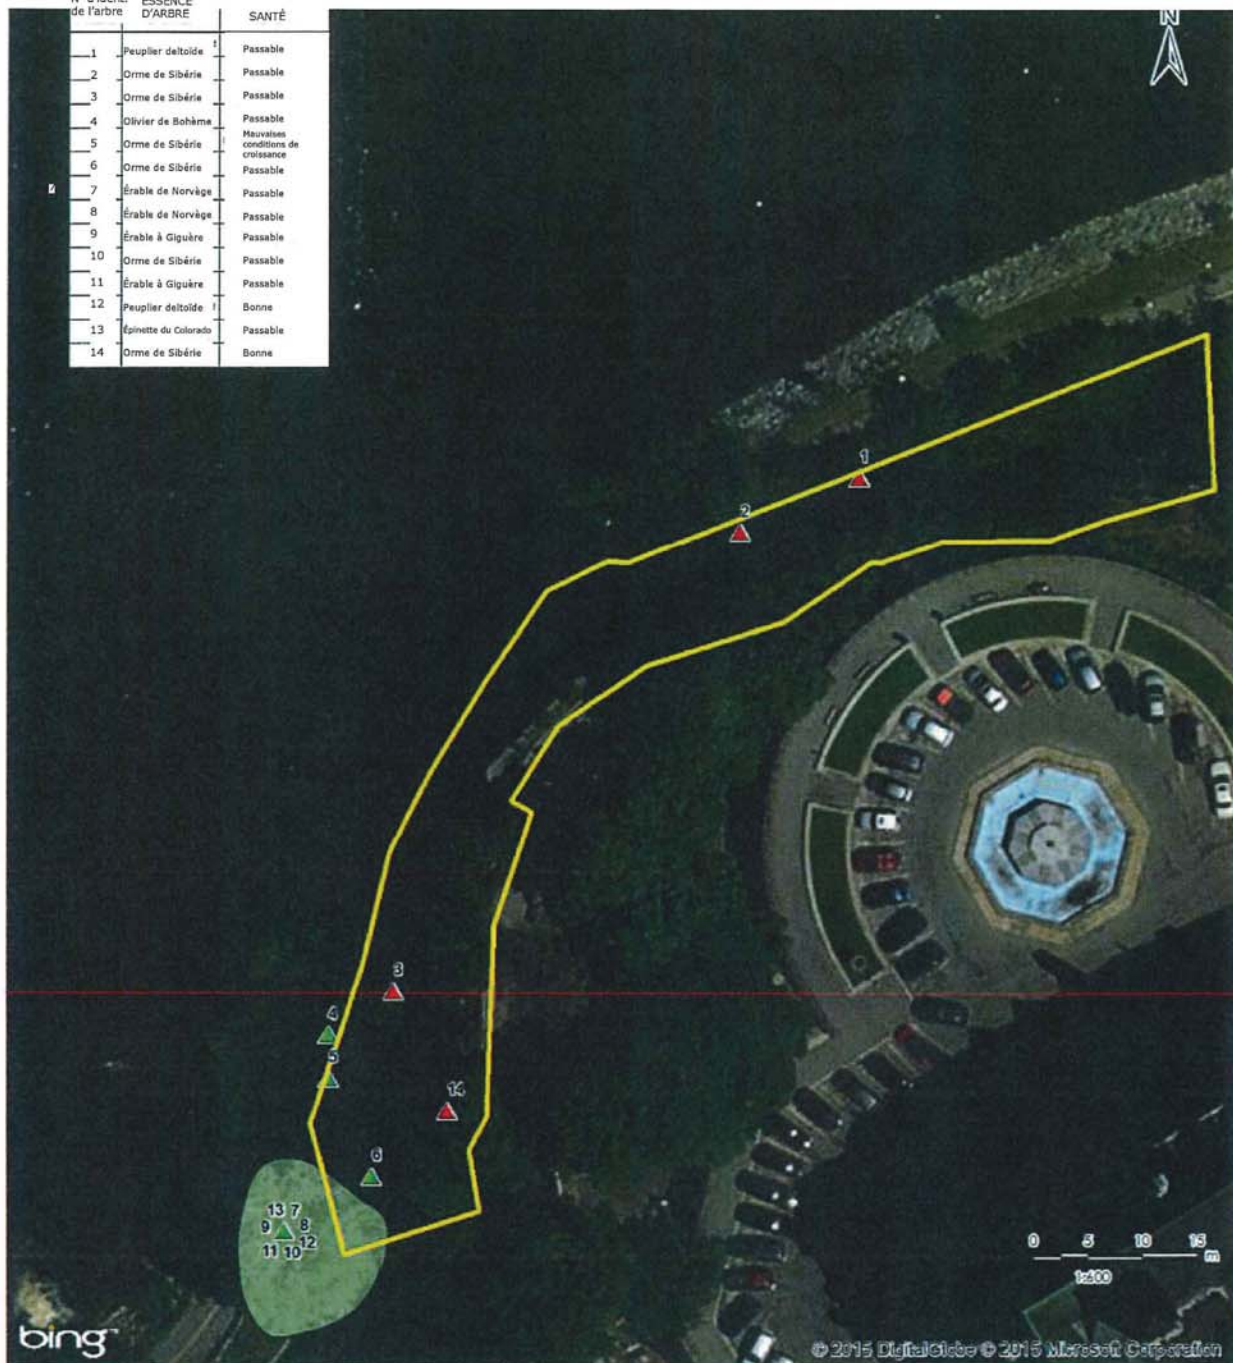 N° d'ident. ESSENCE
de l'arbre D'ARBRE SANTÉ
1 Peuplier deltoïde Passable
2 Orme de Sibérie Passable
3 Orme de Sibérie Passable
4 Olivier de Bohème Passable
5 Orme de Sibérie Mauvaises conditions de croissance
6 Orme de Sibérie Passable
7 Érable de Norvège Passable
8 Érable de Norvège Passable
9 Érable à Giguère Passable
10 Orme de Sibérie Passable
11 Érable à Giguère Passable
12 Peuplier deltoïde Bonne
13 Épinette du Colorado Passable
14 Orme de Sibérie Bonne
N
1
2
3
4
5
14
6
13 7
9 8
11 10 12
0 5 10 15
m
1:400
bing™
© 2015 DigitalGlobe © 2015 Microsoft Corporation